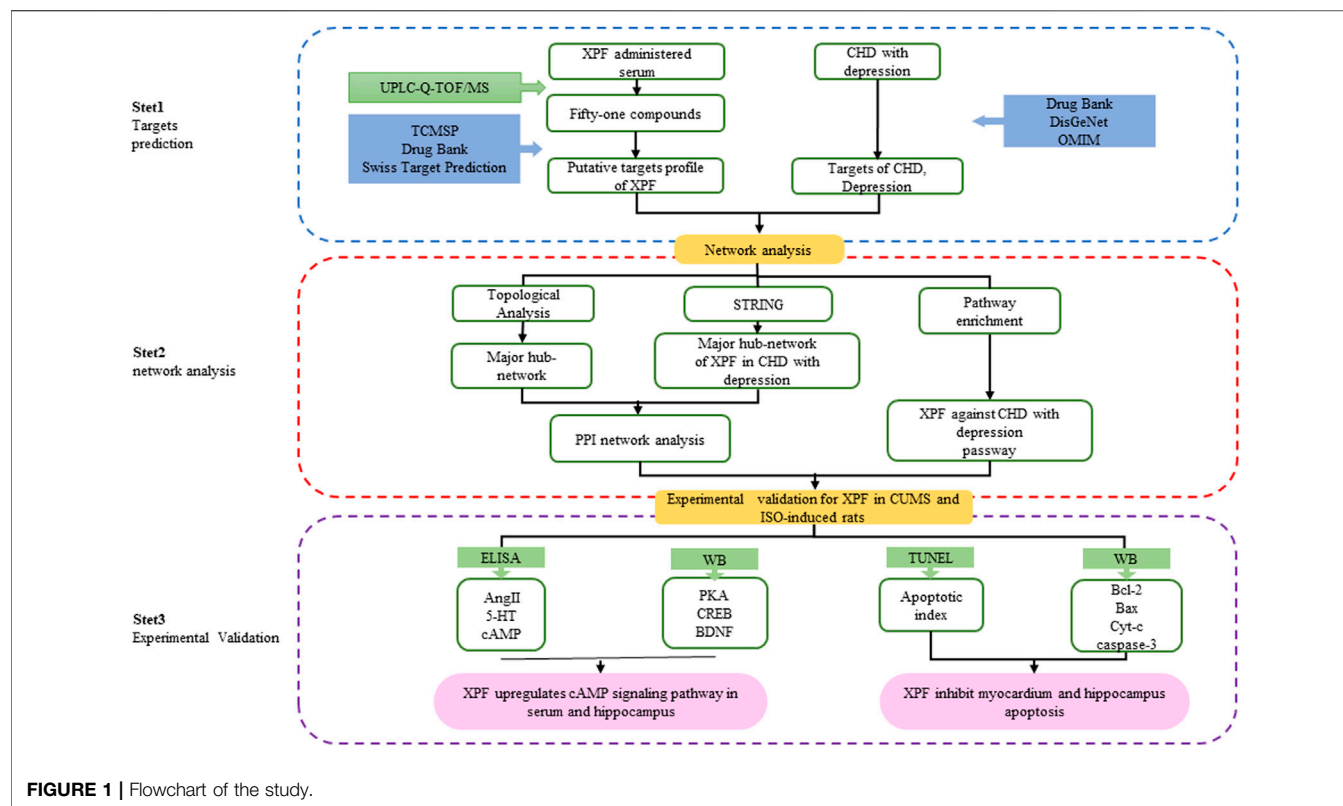 Stet1
Targets
prediction
UPLC-Q-TOF/MS
TCMSP
Drug Bank
Swiss Target Prediction
XPF administered
serum
Fifty-one compounds
Putative targets profile
of XPF
CHD with
depression
Targets of CHD,
Depression
Drug Bank
DisGeNet
OMIM
Network analysis
Stet2
network analysis
Topological
Analysis
Major hub-
network
STRING
Major hub-network
of XPF in CHD with
depression
Pathway
enrichment
PPI network analysis
XPF against CHD with
depression
passway
Experimental validation for XPF in CUMS and
ISO-induced rats
Stet3
Experimental Validation
ELISA
AngII
5-HT
cAMP
WB
PKA
CREB
BDNF
TUNEL
Apoptotic
index
WB
Bcl-2
Bax
Cyt-c
caspase-3
XPF upregulates cAMP signaling pathway in
serum and hippocampus
XPF inhibit myocardium and hippocampus
apoptosis
FIGURE 1 | Flowchart of the study.